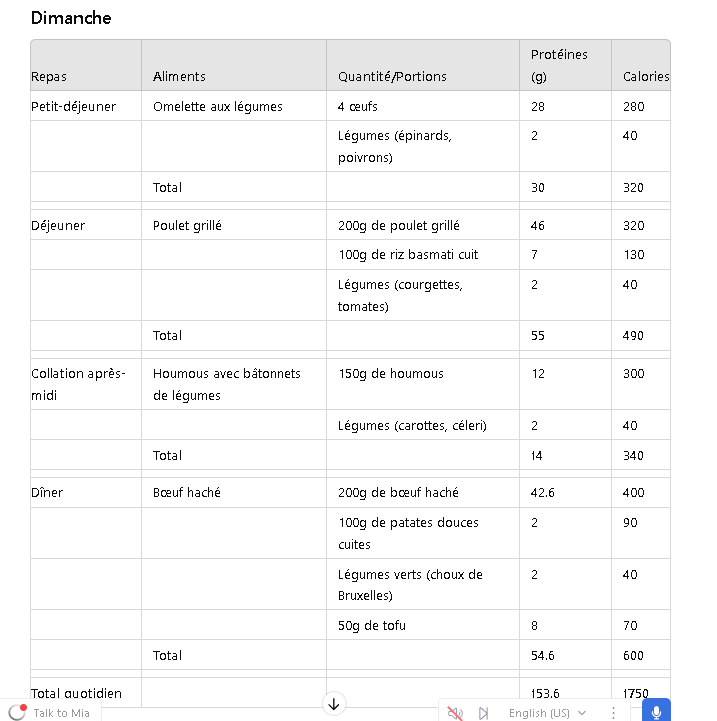 Dimanche
Repas Aliments Quantité/Portions Protéines (g) Calories
Petit-déjeuner Omelette aux légumes 4 œufs 28 280
Légumes (épinards, poivrons) 2 40
Total 30 320
Déjeuner Poulet grillé 200g de poulet grillé 46 320
100g de riz basmati cuit 7 130
Légumes (courgettes, tomates) 2 40
Total 55 490
Collation après-midi Houmous avec bâtonnets de légumes 150g de houmous 12 300
Légumes (carottes, céleri) 2 40
Total 14 340
Dîner Bœuf haché 200g de bœuf haché 42.6 400
100g de patates douces cuites 2 90
Légumes verts (choux de Bruxelles) 2 40
50g de tofu 8 70
Total 54.6 600
Total quotidien 153.6 1750
Talk to Mia English (US)